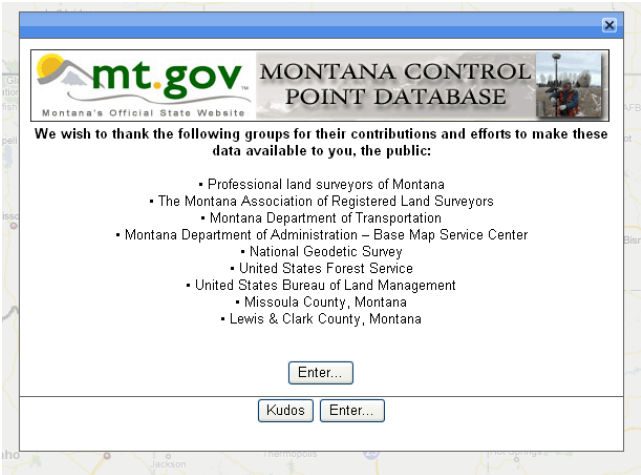 mt.gov
Montana's Official State Website
MONTANA CONTROL
POINT DATABASE
We wish to thank the following groups for their contributions and efforts to make these
data available to you, the public:
▪ Professional land surveyors of Montana
▪ The Montana Association of Registered Land Surveyors
▪ Montana Department of Transportation
▪ Montana Department of Administration – Base Map Service Center
▪ National Geodetic Survey
▪ United States Forest Service
▪ United States Bureau of Land Management
▪ Missoula County, Montana
▪ Lewis & Clark County, Montana
Enter...
Kudos Enter...
Thermopolis
Jackson